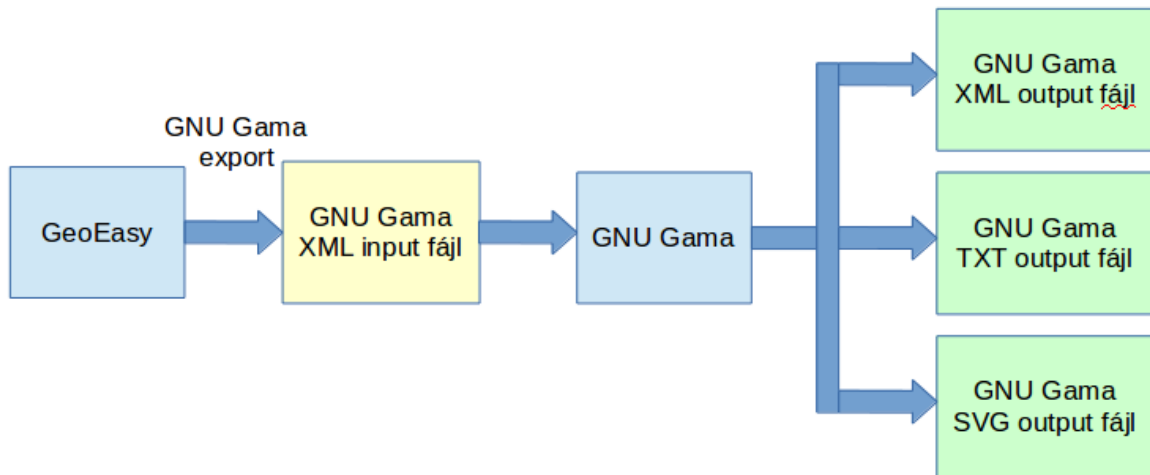 GNU Gama
export
GeoEasy
GNU Gama
XML input fájl
GNU Gama
GNU Gama
XML output fájl
GNU Gama
TXT output fájl
GNU Gama
SVG output fájl